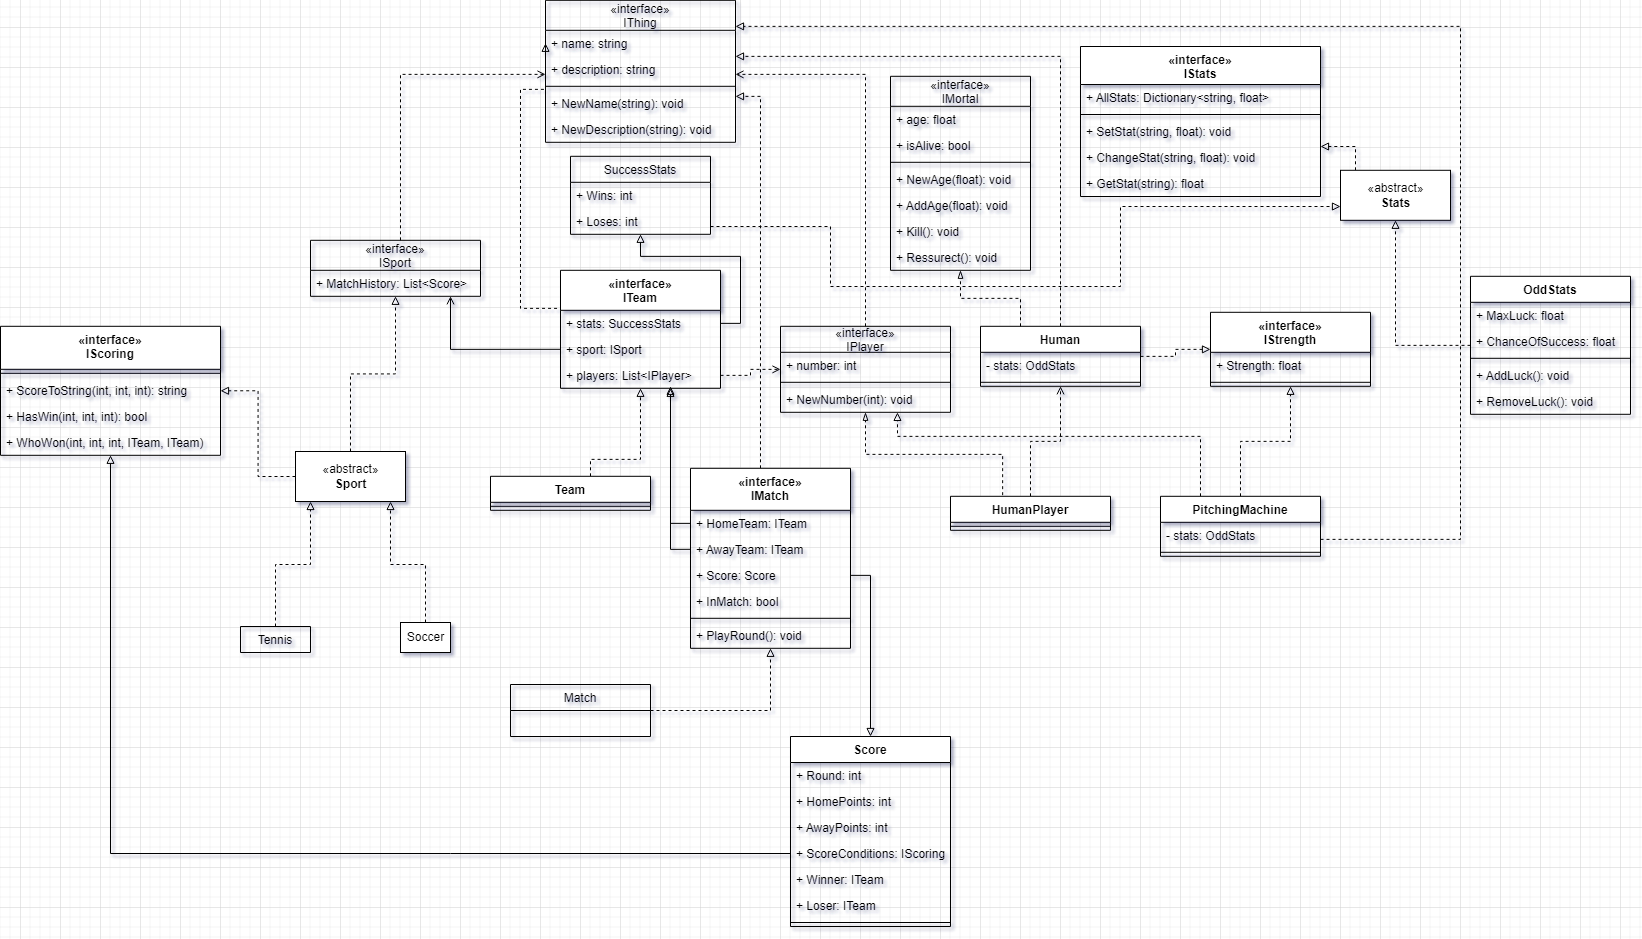 «interface»
IThing
+ name: string
+ description: string
+ NewName(string): void
+ NewDescription(string): void
«interface»
IStats
+ AllStats: Dictionary<string, float>
+ SetStat(string, float): void
+ ChangeStat(string, float): void
+ GetStat(string): float
«interface»
IMortal
+ age: float
+ isAlive: bool
+ NewAge(float): void
+ AddAge(float): void
+ Kill(): void
+ Ressurect(): void
SuccessStats
+ Wins: int
+ Loses: int
«abstract»
Stats
«interface»
ISport
+ MatchHistory: List<Score>
«interface»
ITeam
+ stats: SuccessStats
+ sport: ISport
+ players: List<IPlayer>
OddStats
+ MaxLuck: float
+ ChanceOfSuccess: float
+ AddLuck(): void
+ RemoveLuck(): void
«interface»
IScoring
+ ScoreToString(int, int, int): string
+ HasWin(int, int, int): bool
+ WhoWon(int, int, int, ITeam, ITeam)
«interface»
IPlayer
+ number: int
+ NewNumber(int): void
Human
- stats: OddStats
«interface»
IStrength
+ Strength: float
«abstract»
Sport
Team
«interface»
IMatch
+ HomeTeam: ITeam
+ AwayTeam: ITeam
+ Score: Score
+ InMatch: bool
+ PlayRound(): void
HumanPlayer
PitchingMachine
- stats: OddStats
Tennis
Soccer
Match
Score
+ Round: int
+ HomePoints: int
+ AwayPoints: int
+ ScoreConditions: IScoring
+ Winner: ITeam
+ Loser: ITeam